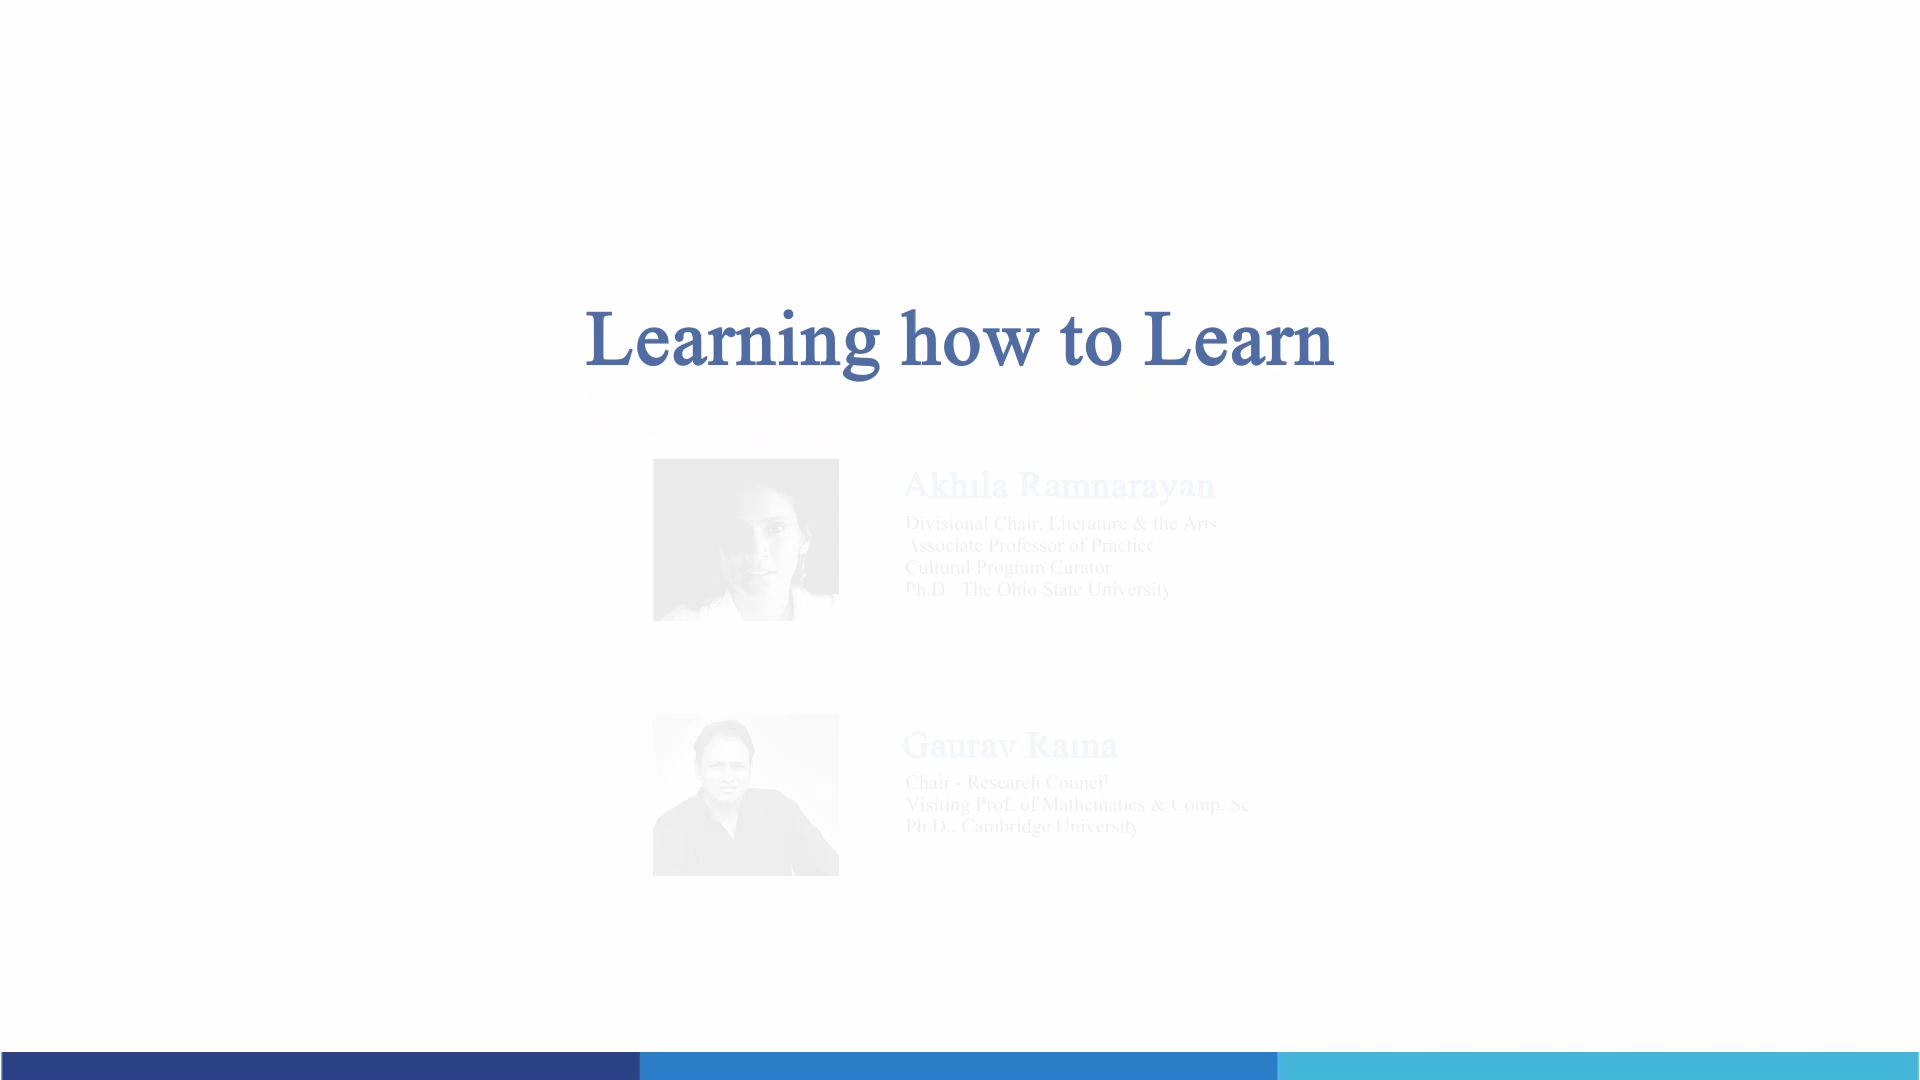 Learning how to Learn
Akhila Ramnarayan
Divisional Chair, Literature & the Arts
Associate Professor of Practice
Cultural Program Curator
Ph.D., The Ohio State University
Gaurav Raina
Chair - Research Council
Visiting Prof. of Mathematics & Comp. Sc
Ph.D., Cambridge University